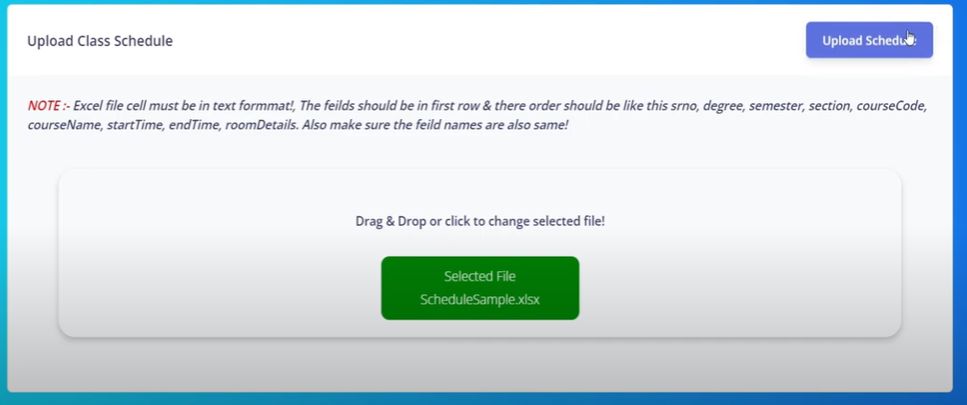 Upload Class Schedule
Upload Schedule
NOTE :- Excel file cell must be in text formmat!, The feilds should be in first row & there order should be like this srno, degree, semester, section, courseCode,
courseName, startTime, endTime, roomDetails. Also make sure the feild names are also same!
Drag & Drop or click to change selected file!
Selected File
ScheduleSample.xlsx